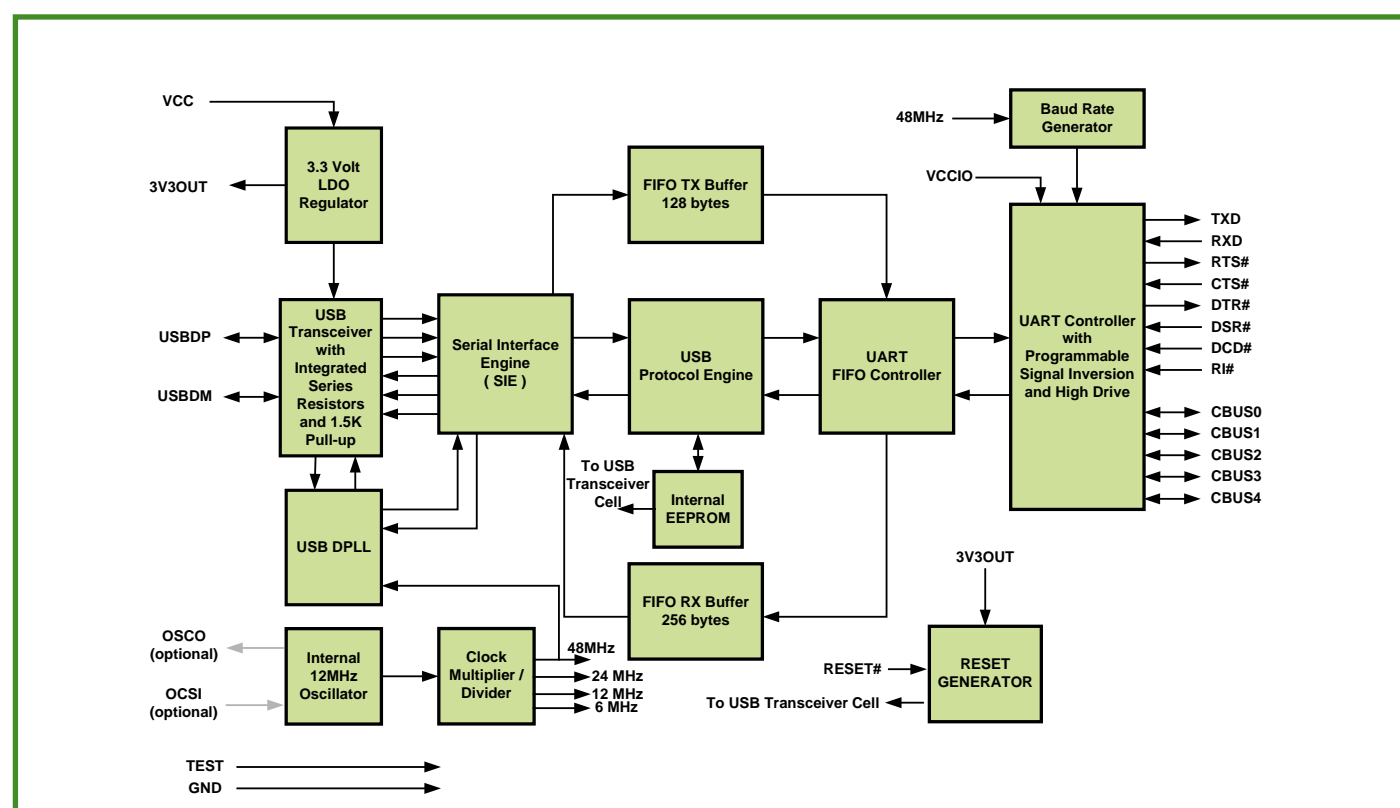 VCC
3V3OUT
3.3 Volt
LDO
Regulator
USBDP
USBDM
USB
Transceiver
with
Integrated
Series
Resistors
and 1.5K
Pull-up
USB DPLL
OSCO
(optional)
OCSI
(optional)
Internal
12MHz
Oscillator
Clock
Multiplier /
Divider
48MHz
24 MHz
12 MHz
6 MHz
TEST
GND
Serial Interface
Engine
( SIE )
FIFO TX Buffer
128 bytes
USB
Protocol Engine
To USB
Transceiver
Cell
Internal
EEPROM
FIFO RX Buffer
256 bytes
UART
FIFO Controller
48MHz
Baud Rate
Generator
VCCIO
UART Controller
with
Programmable
Signal Inversion
and High Drive
TXD
RXD
RTS#
CTS#
DTR#
DSR#
DCD#
RI#
CBUS0
CBUS1
CBUS2
CBUS3
CBUS4
3V3OUT
RESET#
RESET
GENERATOR
To USB Transceiver Cell